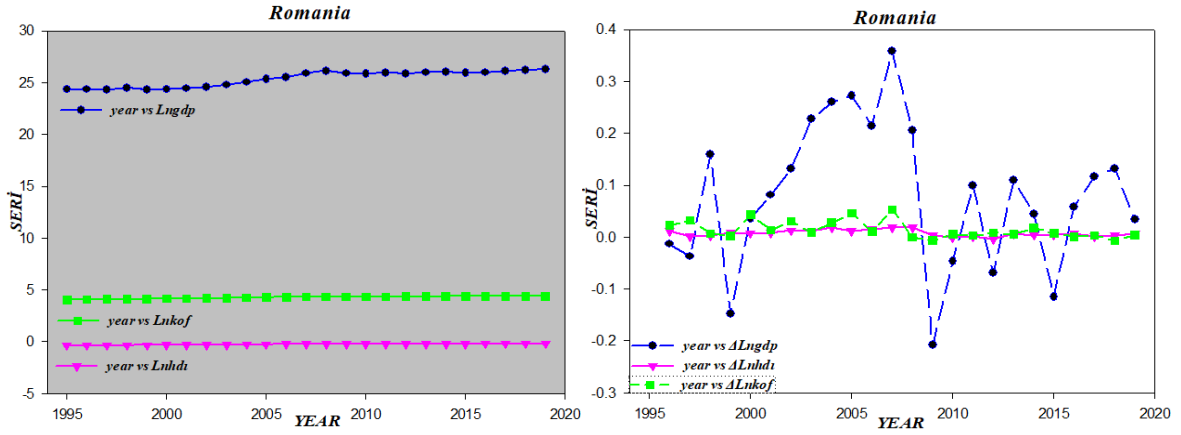 Romania
30
25
20
15
10
5
0
-5
SERİ
year vs Lngdp
year vs Lnkof
year vs Lnhdı
1995 2000 2005 2010 2015 2020
YEAR
Romania
0.4
0.3
0.2
0.1
0.0
-0.1
-0.2
-0.3
SERİ
year vs ΔLngdp
year vs ΔLnhdı
year vs ΔLnkof
1995 2000 2005 2010 2015 2020
YEAR